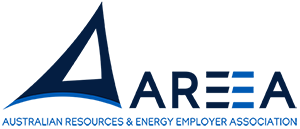 AREEA
AUSTRALIAN RESOURCES & ENERGY EMPLOYER ASSOCIATION